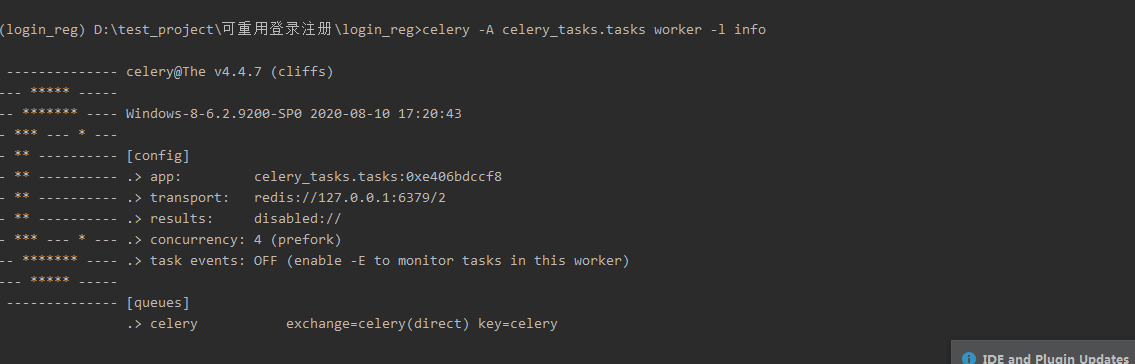 (login_reg) D:\test_project\可重用登录注册\login_reg>celery -A celery_tasks.tasks worker -l info
-------------- celery@The v4.4.7 (cliffs)
--- ***** -----
-- ******* ---- Windows-8-6.2.9200-SP0 2020-08-10 17:20:43
- *** --- * ---
- ** ---------- [config]
- ** ---------- .> app:         celery_tasks.tasks:0xe406bdccf8
- ** ---------- .> transport:   redis://127.0.0.1:6379/2
- ** ---------- .> results:     disabled://
- *** --- * --- .> concurrency: 4 (prefork)
-- ******* ---- .> task events: OFF (enable -E to monitor tasks in this worker)
--- ***** -----
-------------- [queues]
.> celery           exchange=celery(direct) key=celery
IDE and Plugin Updates